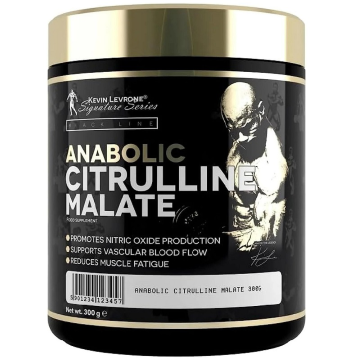 KEVIN LEVRONE®
Signature Series
BLACK LINE
ANABOLIC
CITRULLINE
MALATE
FOOD SUPPLEMENT
PROMOTES NITRIC OXIDE PRODUCTION
SUPPORTS VASCULAR BLOOD FLOW
REDUCES MUSCLE FATIGUE
5901234123457
ANABOLIC CITRULLINE MALATE 300G
Net wt. 300 g e